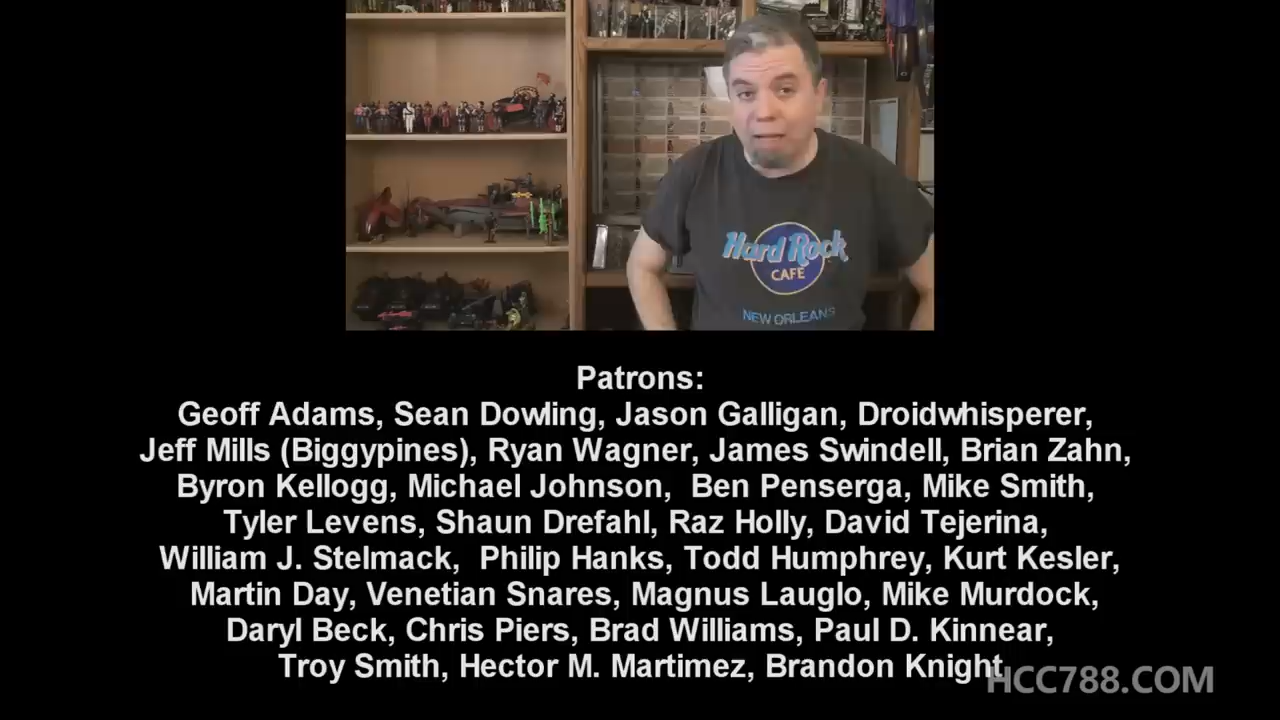 Hard Rock
CAFE
NEW ORLEANS
Patrons:
Geoff Adams, Sean Dowling, Jason Galligan, Droidwhisperer,
Jeff Mills (Biggypines), Ryan Wagner, James Swindell, Brian Zahn,
Byron Kellogg, Michael Johnson,  Ben Penserga, Mike Smith,
Tyler Levens, Shaun Drefahl, Raz Holly, David Tejerina,
William J. Stelmack,  Philip Hanks, Todd Humphrey, Kurt Kesler,
Martin Day, Venetian Snares, Magnus Lauglo, Mike Murdock,
Daryl Beck, Chris Piers, Brad Williams, Paul D. Kinnear,
Troy Smith, Hector M. Martimez, Brandon Knight
HCC788.COM